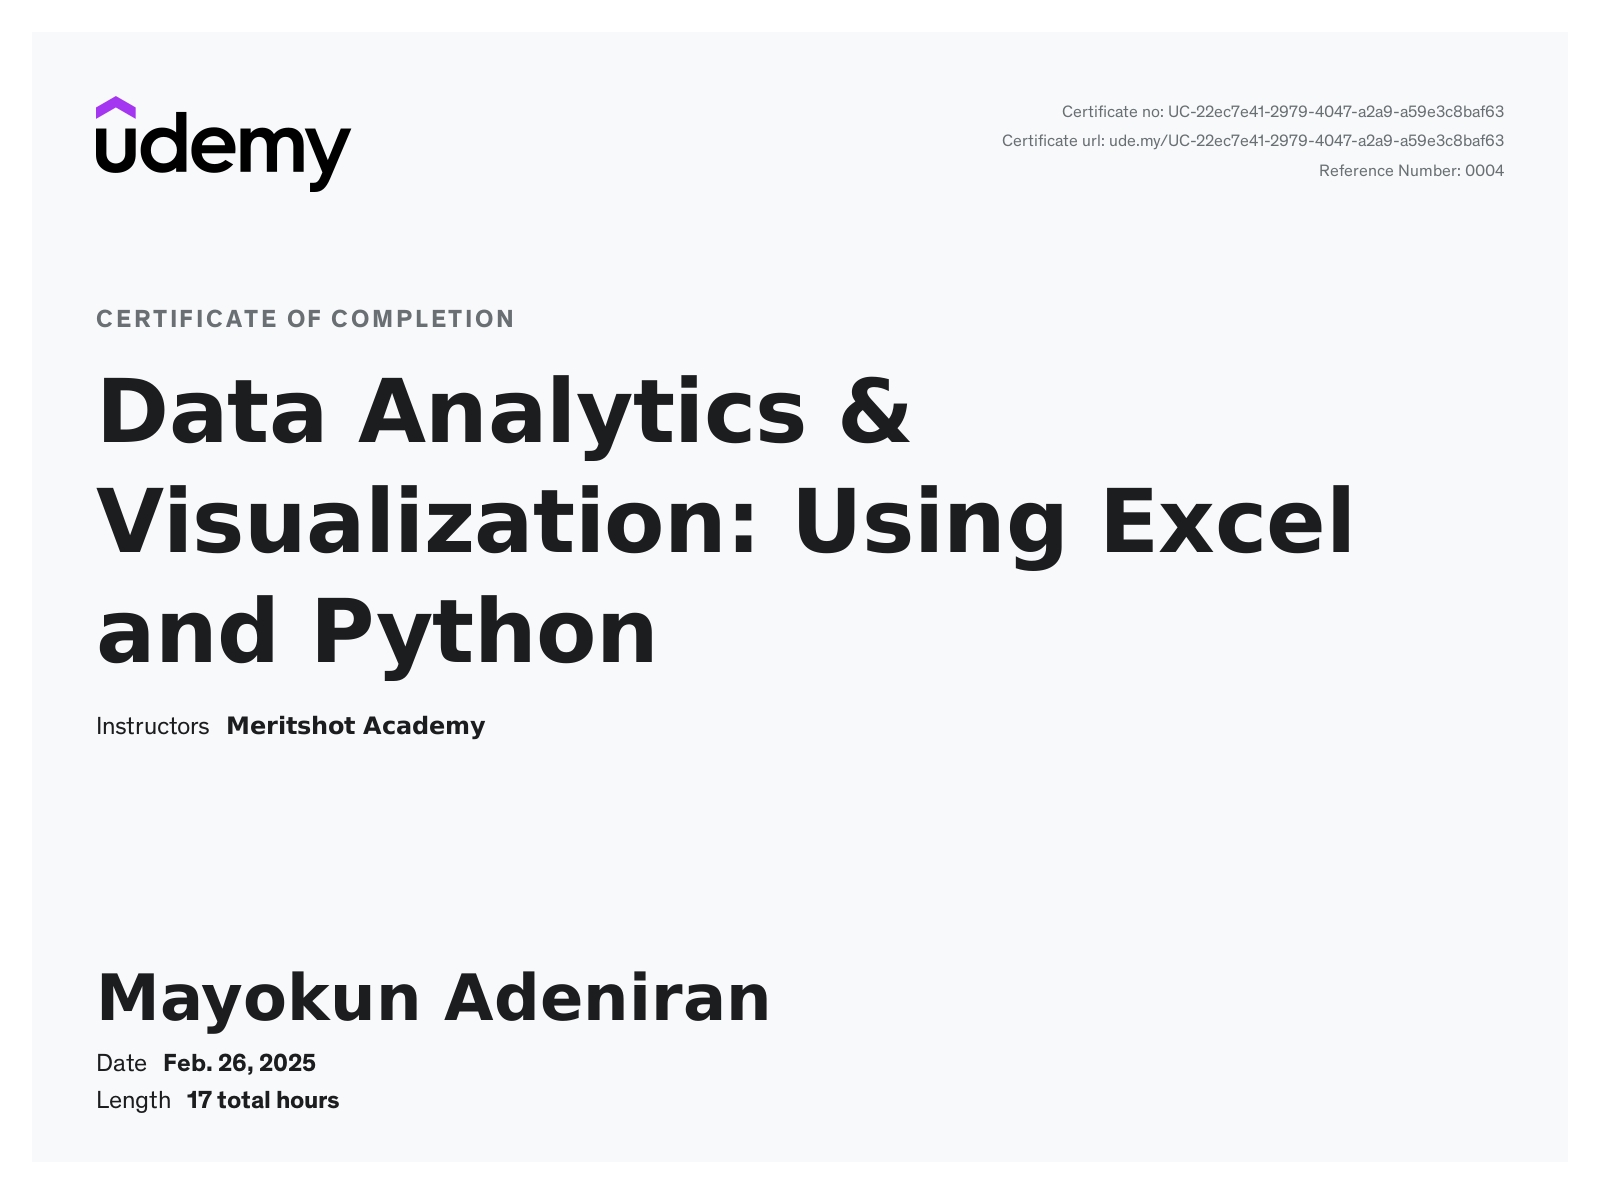 udemy
Certificate no: UC-22ec7e41-2979-4047-a2a9-a59e3c8baf63
Certificate url: ude.my/UC-22ec7e41-2979-4047-a2a9-a59e3c8baf63
Reference Number: 0004
CERTIFICATE OF COMPLETION
Data Analytics &
Visualization: Using Excel
and Python
Instructors Meritshot Academy
Mayokun Adeniran
Date Feb. 26, 2025
Length 17 total hours